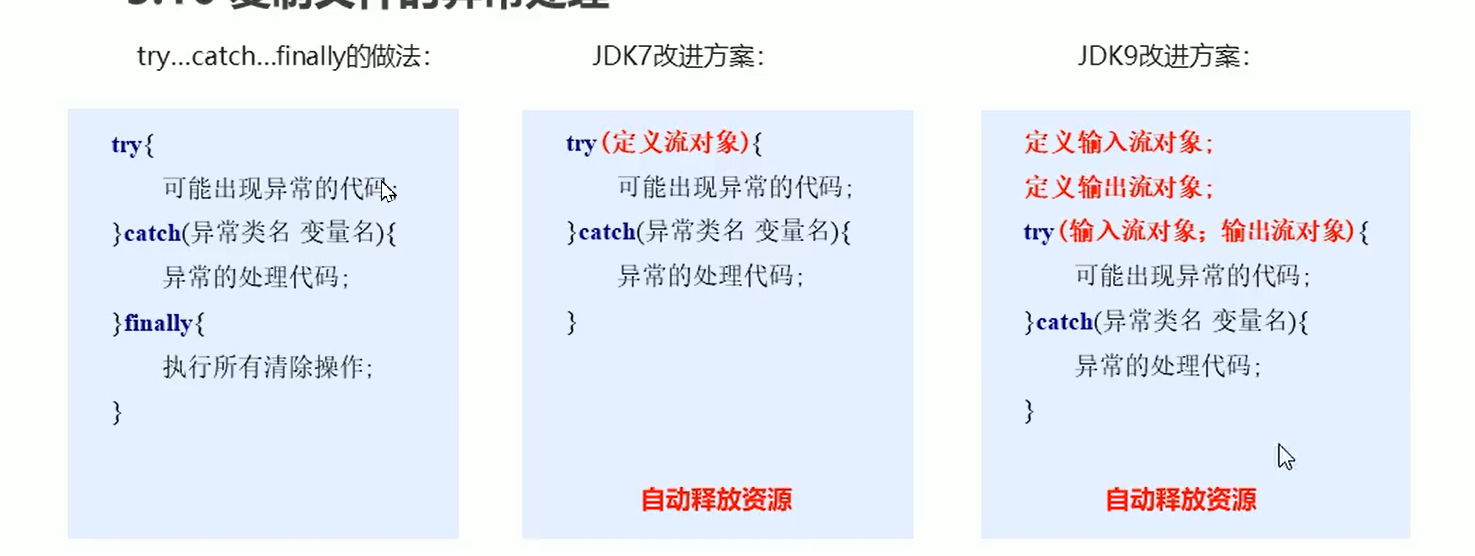 try...catch...finally的做法：
try{
可能出现异常的代码;
}catch(异常类名 变量名){
异常的处理代码;
}finally{
执行所有清除操作;
}
JDK7改进方案：
try(定义流对象){
可能出现异常的代码;
}catch(异常类名 变量名){
异常的处理代码;
}
自动释放资源
JDK9改进方案：
定义输入流对象;
定义输出流对象;
try(输入流对象；输出流对象){
可能出现异常的代码;
}catch(异常类名 变量名){
异常的处理代码;
}
自动释放资源